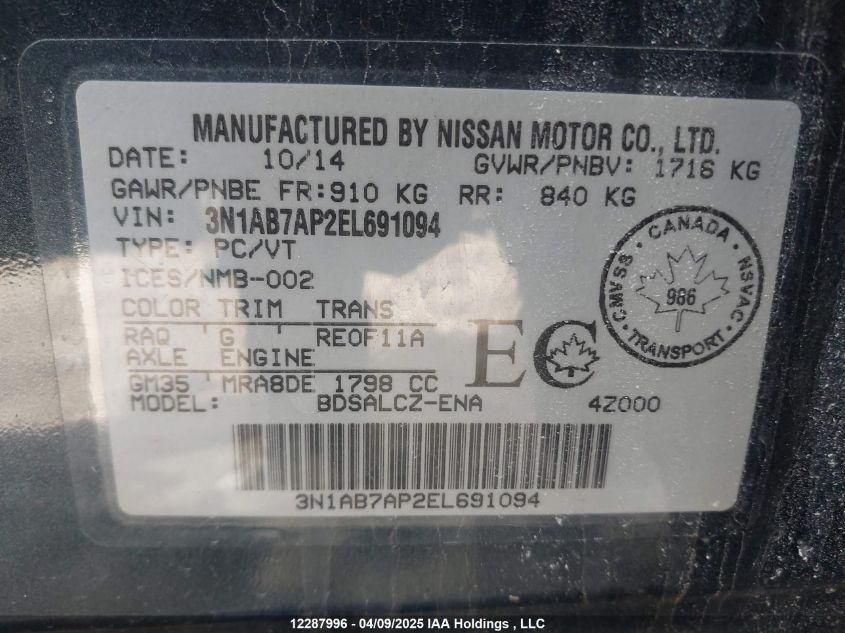 MANUFACTURED BY NISSAN MOTOR CO., LTD.
DATE: 10/14 GVWR/PNBV: 1716 KG
GAWR/PNBE FR:910 KG RR: 840 KG
VIN: 3N1AB7AP2EL691094
TYPE: PC/VT
ICES/NMB-002
COLOR TRIM TRANS
RAQ G RE0F11A
AXLE ENGINE
GM35 MRA8DE 1798 CC
MODEL: BDSALCZ-ENA 4Z000
EC
CANADA
CMVSS NSVAC
986
TRANSPORT
3N1AB7AP2EL691094
12287996 - 04/09/2025 IAA Holdings , LLC